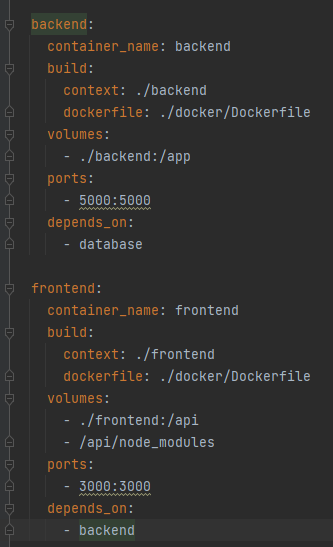 backend:
  container_name: backend
  build:
    context: ./backend
    dockerfile: ./docker/Dockerfile
  volumes:
    - ./backend:/app
  ports:
    - 5000:5000
  depends_on:
    - database

frontend:
  container_name: frontend
  build:
    context: ./frontend
    dockerfile: ./docker/Dockerfile
  volumes:
    - ./frontend:/api
    - /api/node_modules
  ports:
    - 3000:3000
  depends_on:
    - backend